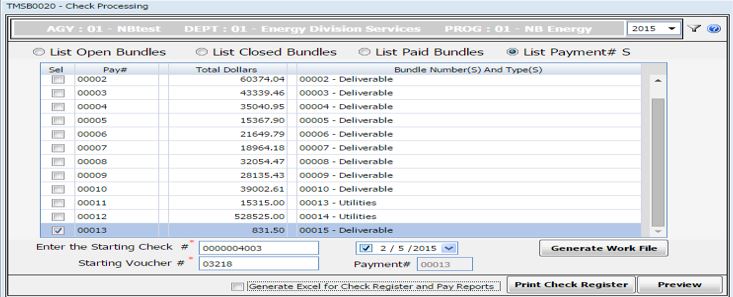 TMSB0020 - Check Processing
AGY : 01 - NBtest DEPT : 01 - Energy Division Services PROG : 01 - NB Energy 2015
List Open Bundles List Closed Bundles List Paid Bundles List Payment# S
Sel Pay# Total Dollars Bundle Number(S) And Type(S)
00002 60374.04 00002 - Deliverable
00003 43339.46 00003 - Deliverable
00004 35040.95 00004 - Deliverable
00005 15367.90 00005 - Deliverable
00006 21649.79 00006 - Deliverable
00007 18964.18 00007 - Deliverable
00008 32054.47 00008 - Deliverable
00009 28135.43 00009 - Deliverable
00010 39002.61 00010 - Deliverable
00011 15315.00 00013 - Utilities
00012 528525.00 00014 - Utilities
00013 831.50 00015 - Deliverable
Enter the Starting Check #* 0000004003 2 / 5 /2015 Generate Work File
Starting Voucher #* 03218 Payment# 00013
Generate Excel for Check Register and Pay Reports Print Check Register Preview